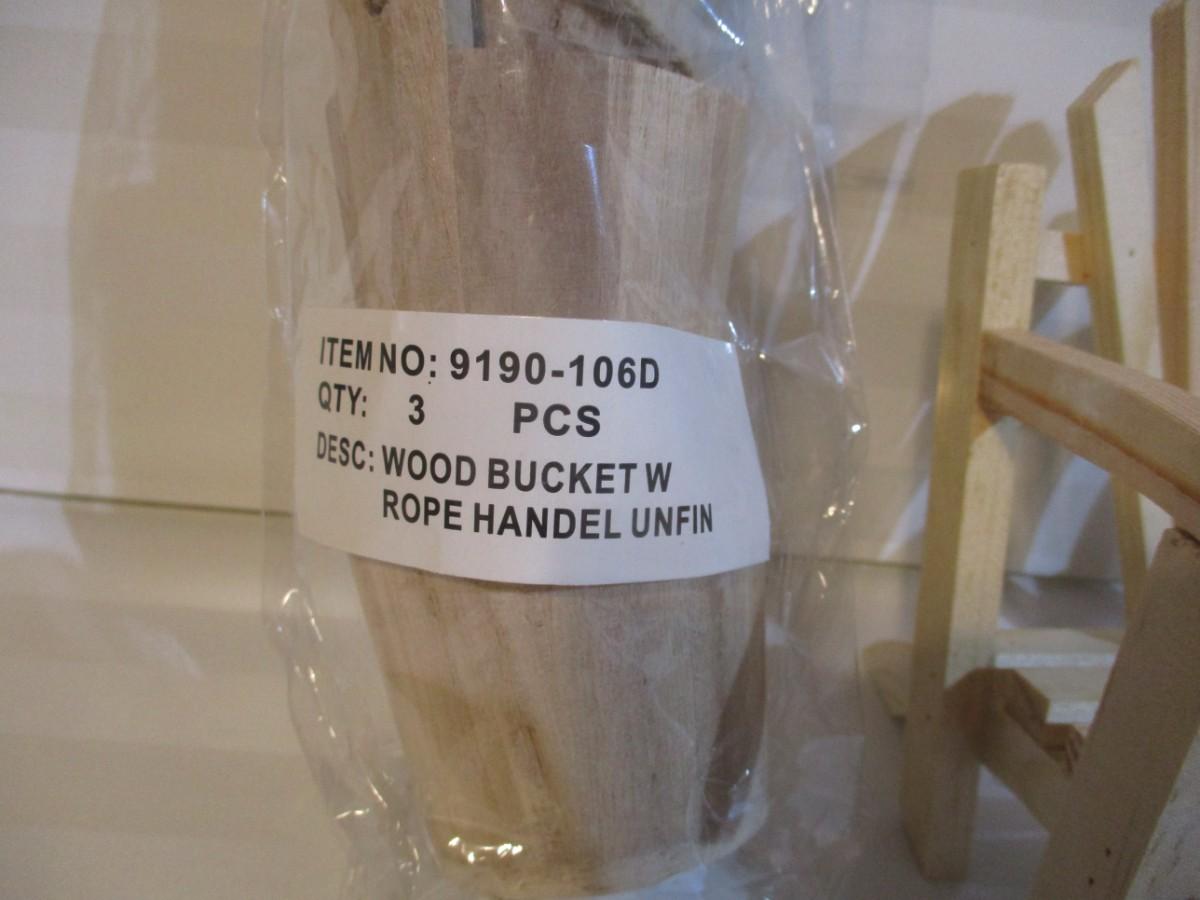 ITEM NO: 9190-106D
QTY: 3 PCS
DESC: WOOD BUCKET W
ROPE HANDEL UNFIN